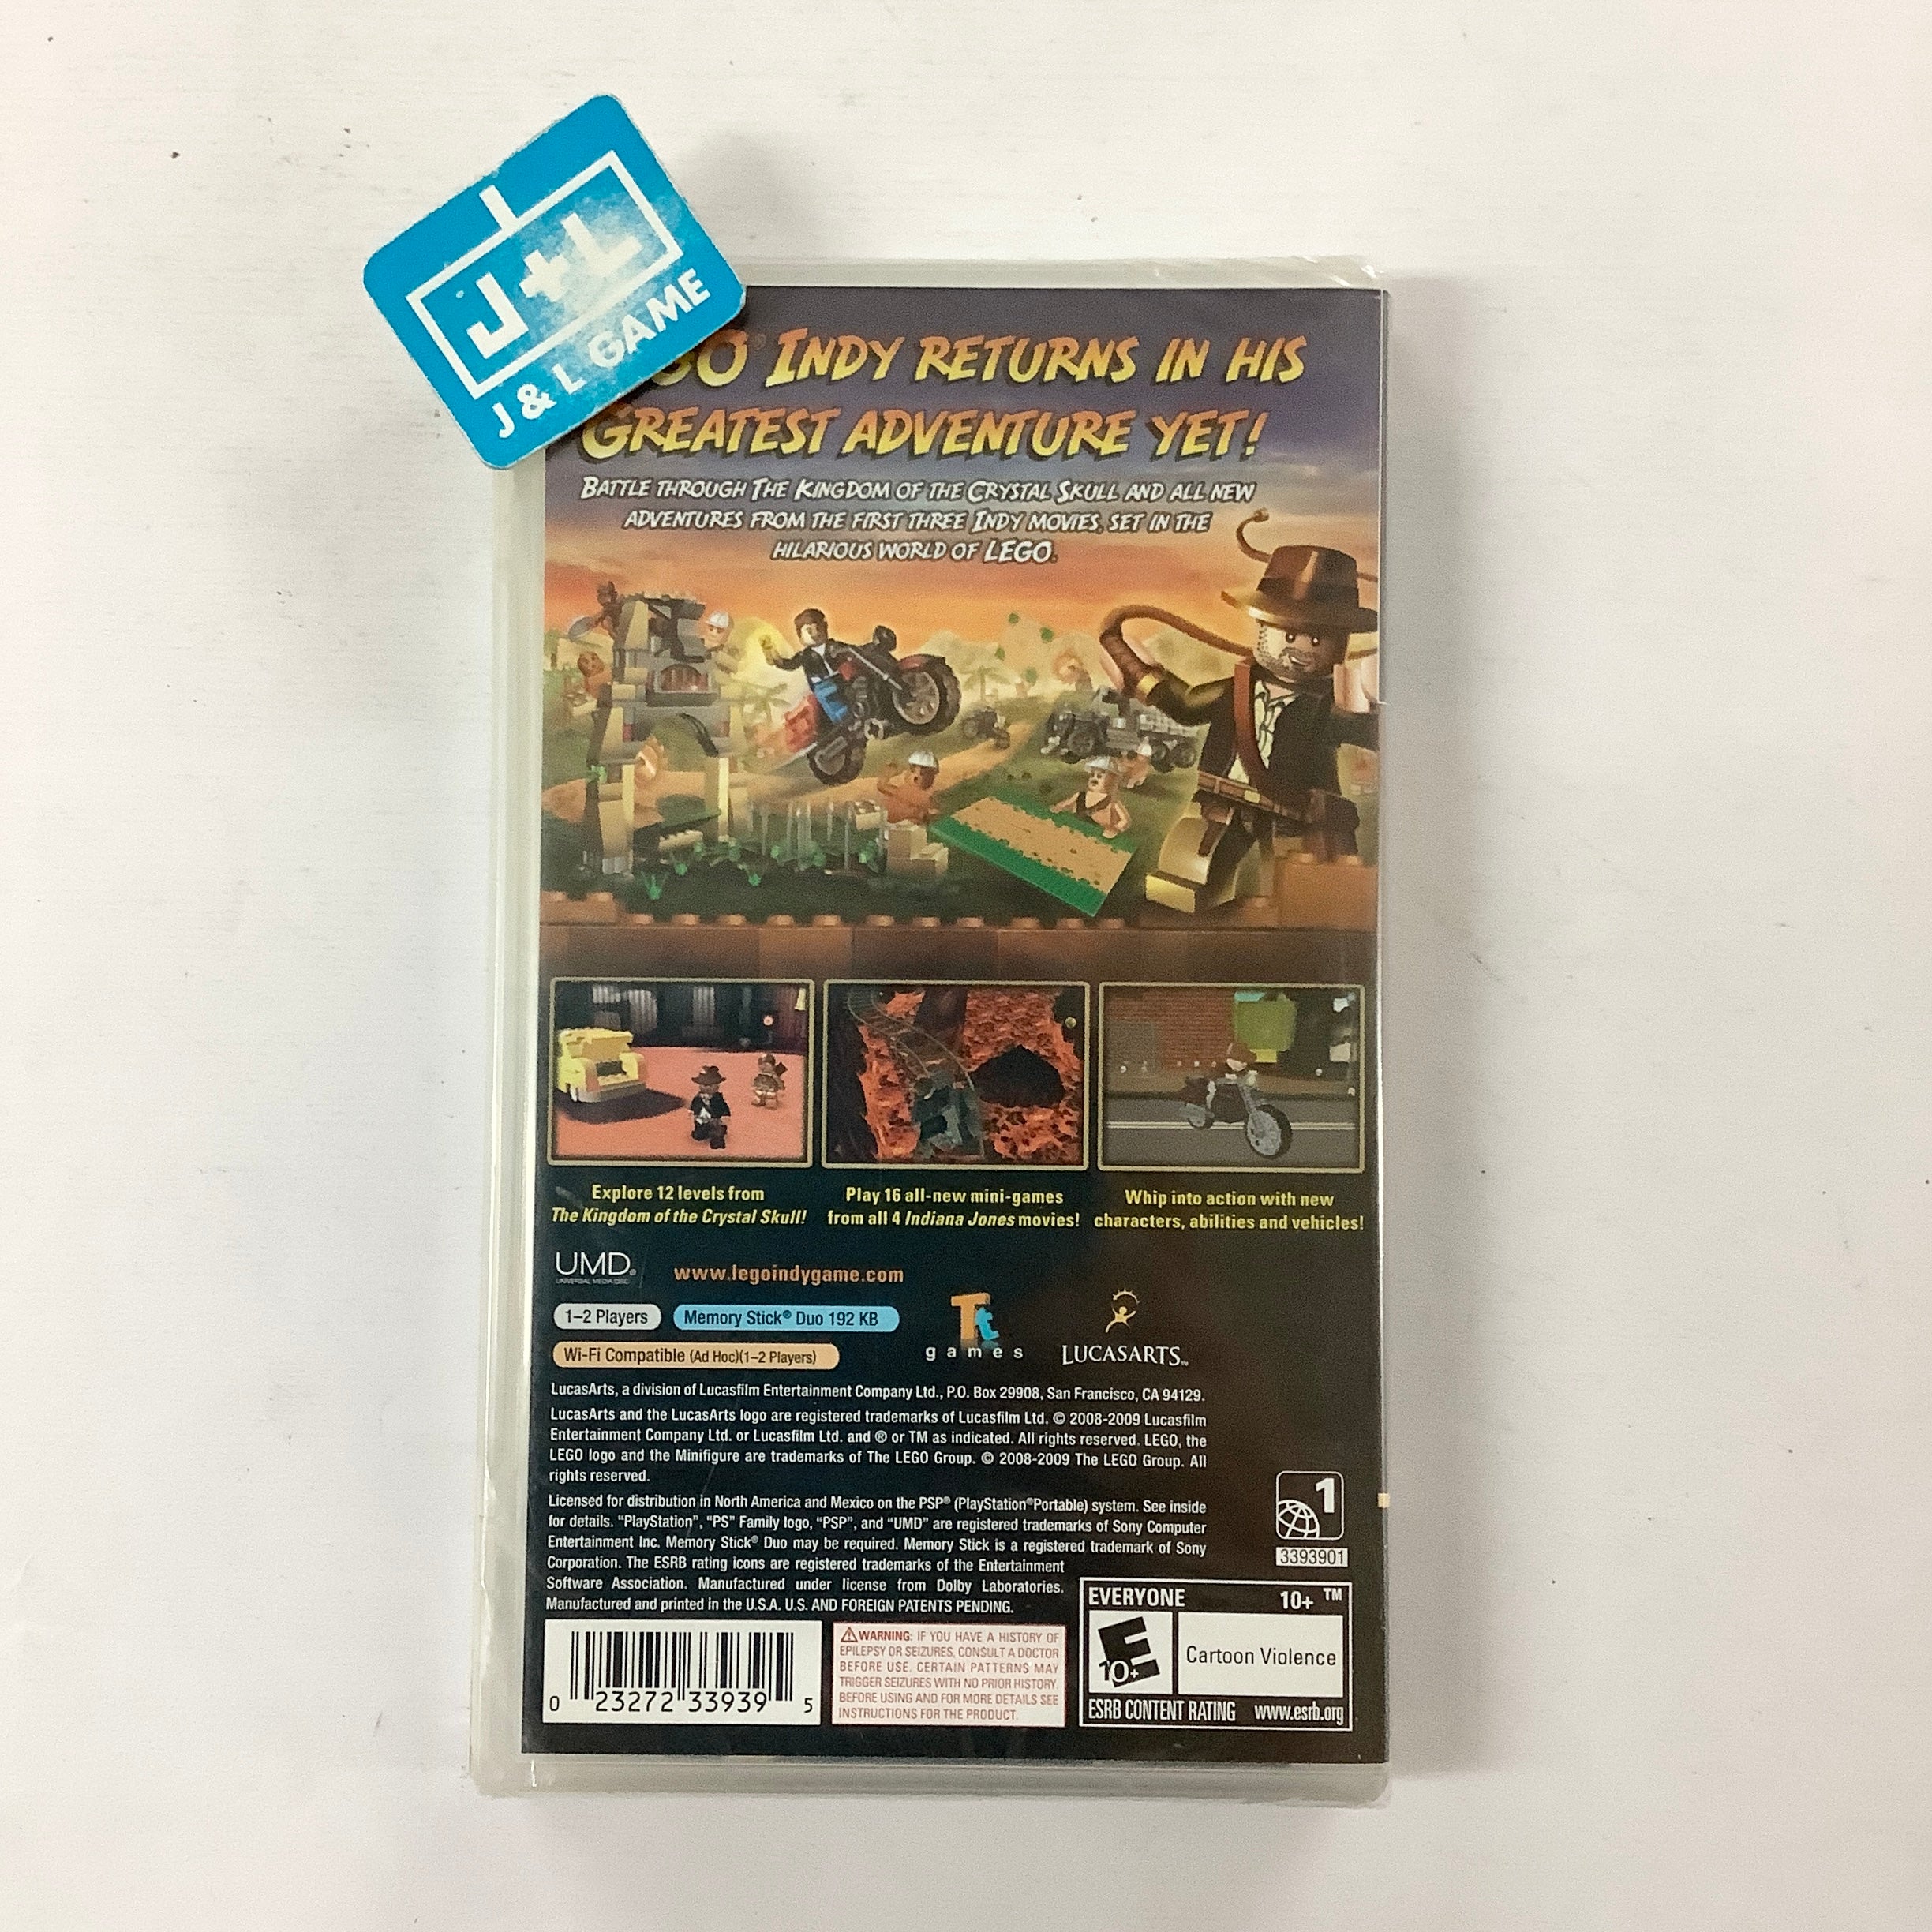 J+L
J & L GAME
GO® INDY RETURNS IN HIS
GREATEST ADVENTURE YET!
BATTLE THROUGH THE KINGDOM OF THE CRYSTAL SKULL AND ALL NEW
ADVENTURES FROM THE FIRST THREE INDY MOVIES, SET IN THE
HILARIOUS WORLD OF LEGO.
Explore 12 levels from
The Kingdom of the Crystal Skull!
Play 16 all-new mini-games
from all 4 Indiana Jones movies!
Whip into action with new
characters, abilities and vehicles!
UMD®
UNIVERSAL MEDIA DISC
www.legoindygame.com
1–2 Players
Memory Stick® Duo 192 KB
Wi-Fi Compatible (Ad Hoc)(1–2 Players)
Tt
games
LUCASARTS™
LucasArts, a division of Lucasfilm Entertainment Company Ltd., P.O. Box 29908, San Francisco, CA 94129.
LucasArts and the LucasArts logo are registered trademarks of Lucasfilm Ltd. © 2008-2009 Lucasfilm
Entertainment Company Ltd. or Lucasfilm Ltd. and ® or TM as indicated. All rights reserved. LEGO, the
LEGO logo and the Minifigure are trademarks of The LEGO Group. © 2008-2009 The LEGO Group. All
rights reserved.
Licensed for distribution in North America and Mexico on the PSP® (PlayStation®Portable) system. See inside
for details. “PlayStation”, “PS” Family logo, “PSP”, and “UMD” are registered trademarks of Sony Computer
Entertainment Inc. Memory Stick® Duo may be required. Memory Stick is a registered trademark of Sony
Corporation. The ESRB rating icons are registered trademarks of the Entertainment
Software Association. Manufactured under license from Dolby Laboratories.
Manufactured and printed in the U.S.A. U.S. AND FOREIGN PATENTS PENDING.
1
3393901
0 23272 33939 5
WARNING: IF YOU HAVE A HISTORY OF
EPILEPSY OR SEIZURES, CONSULT A DOCTOR
BEFORE USE. CERTAIN PATTERNS MAY
TRIGGER SEIZURES WITH NO PRIOR HISTORY.
BEFORE USING AND FOR MORE DETAILS SEE
INSTRUCTIONS FOR THE PRODUCT.
EVERYONE 10+ ™
E
10+
Cartoon Violence
ESRB CONTENT RATING www.esrb.org